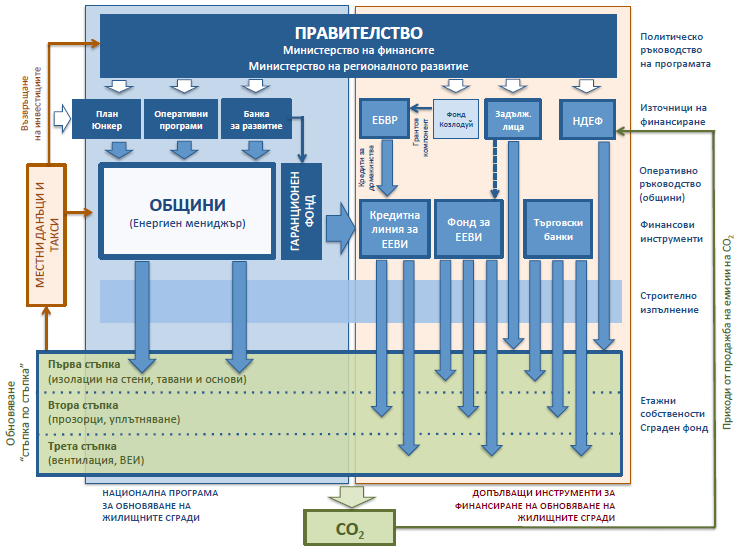 ПРАВИТЕЛСТВО
Министерство на финансите
Министерство на регионалното развитие
Политическо
ръководство
на програмата
Възвръщане
на инвестициите
План
Юнкер
Оперативни
програми
Банка
за развитие
ЕБВР
Грантов
компонент
Фонд
Козлодуй
Задълж.
лица
НДЕФ
Източници на
финансиране
Кредити за
домакинства
МЕСТНИ ДАНЪЦИ И
ТАКСИ
ОБЩИНИ
(Енергиен мениджър)
ГАРАНЦИОНЕН
ФОНД
Кредитна
линия за
ЕЕВИ
Фонд за
ЕЕВИ
Търговски
банки
Оперативно
ръководство
(общини)
Финансови
инструменти
Строително
изпълнение
Приходи от продажба на емисии на CO2
Обновяване
“стъпка по стъпка”
Първа стъпка
(изолации на стени, тавани и основи)
Втора стъпка
(прозорци, уплътняване)
Трета стъпка
(вентилация, ВЕИ)
Етажни
собствености
Сграден фонд
НАЦИОНАЛНА ПРОГРАМА
ЗА ОБНОВЯВАНЕ НА
ЖИЛИЩНИТЕ СГРАДИ
ДОПЪЛВАЩИ ИНСТРУМЕНТИ ЗА
ФИНАНСИРАНЕ НА ОБНОВЯВАНЕ НА
ЖИЛИЩНИТЕ СГРАДИ
CO2